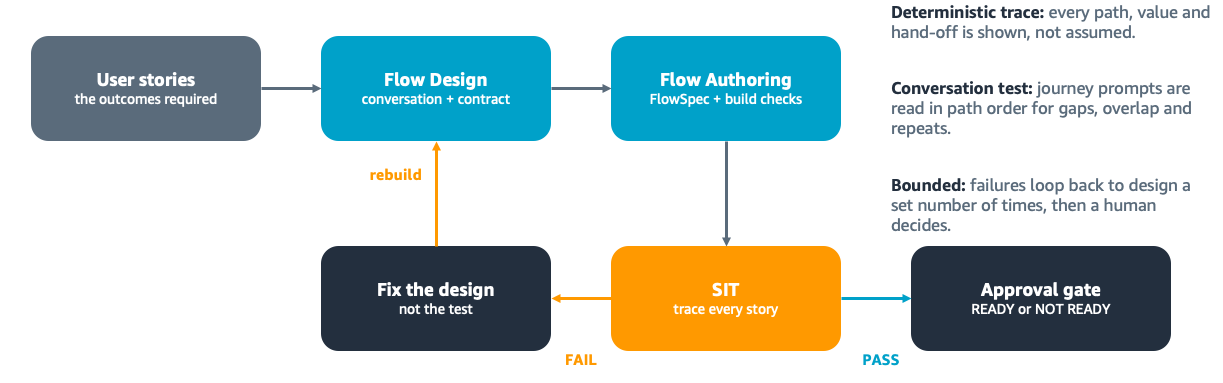 Deterministic trace: every path, value and
hand-off is shown, not assumed.
User stories
the outcomes required
Flow Design
conversation + contract
Flow Authoring
FlowSpec + build checks
Conversation test: journey prompts are
read in path order for gaps, overlap and
repeats.
rebuild
Bounded: failures loop back to design a
set number of times, then a human
decides.
Fix the design
not the test
SIT
trace every story
Approval gate
READY or NOT READY
FAIL
PASS